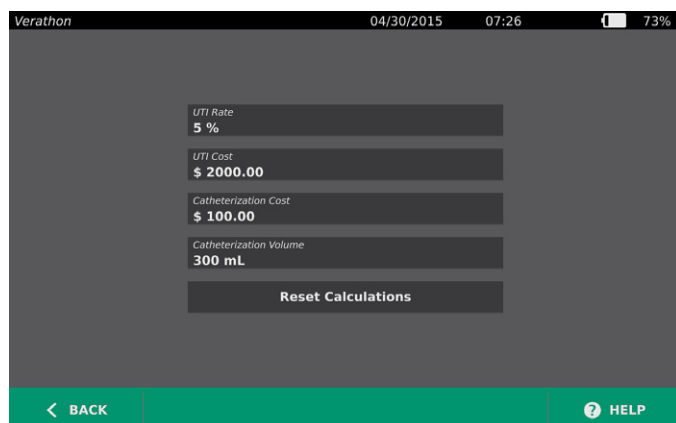 Verathon 04/30/2015 07:26 73%
UTI Rate
5 %
UTI Cost
$ 2000.00
Catheterization Cost
$ 100.00
Catheterization Volume
300 mL
Reset Calculations
BACK ? HELP